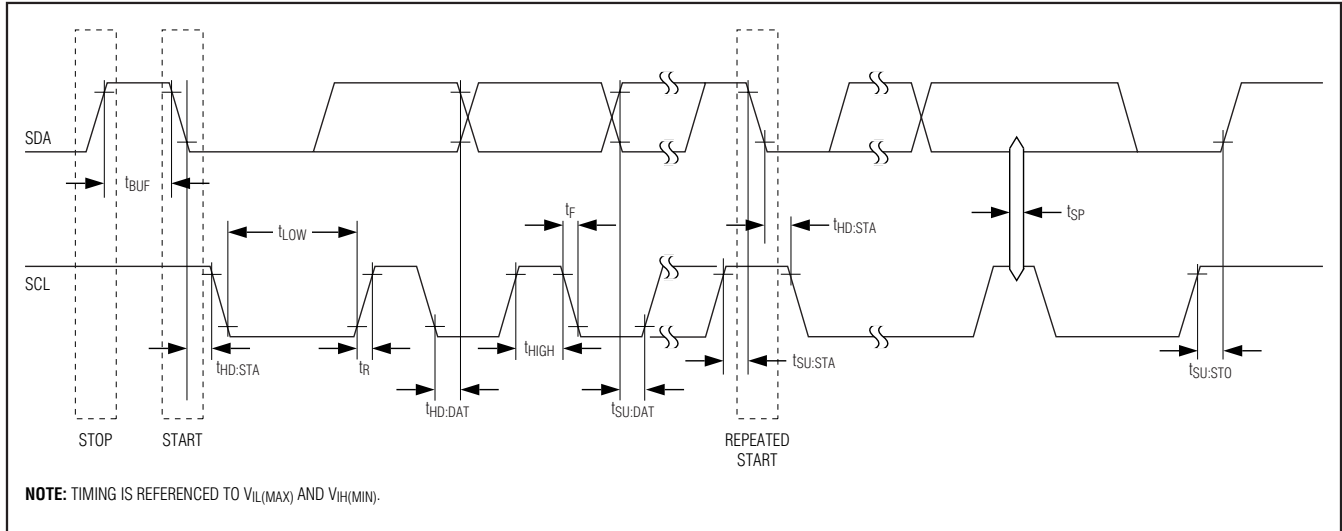 SDA
tBUF
tLOW
tF
tHD:STA
tSP
SCL
tHD:STA
tR
tHIGH
tSU:STA
tSU:STO
tHD:DAT
tSU:DAT
STOP
START
REPEATED
START
NOTE: TIMING IS REFERENCED TO VIL(MAX) AND VIH(MIN).